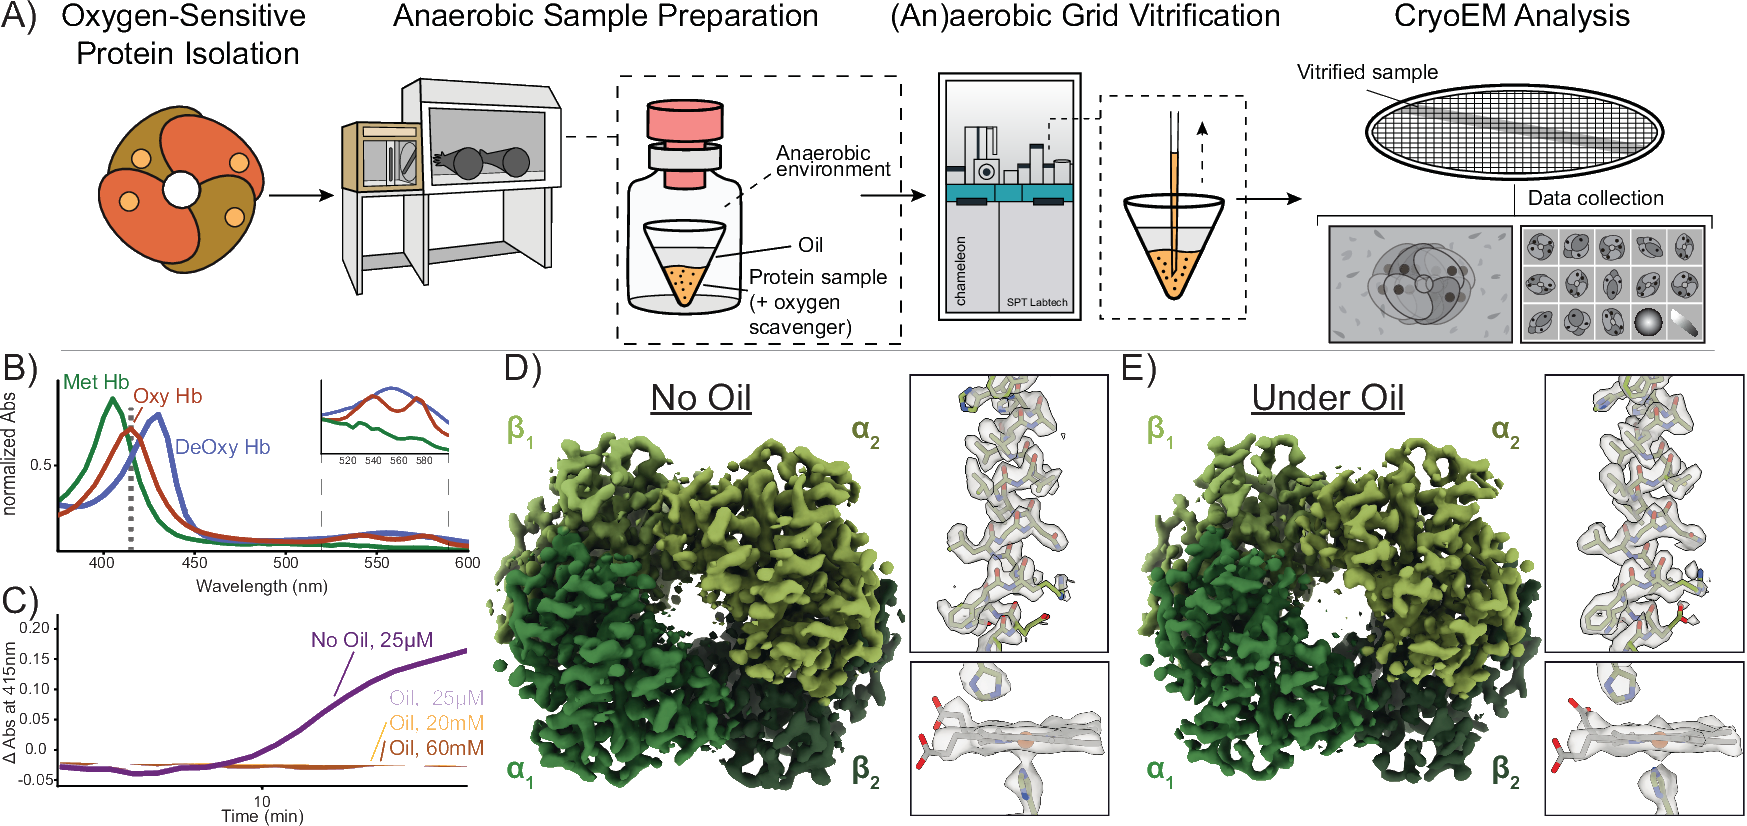 A)
Oxygen-Sensitive
Protein Isolation
Anaerobic Sample Preparation
(An)aerobic Grid Vitrification
CryoEM Analysis
Anaerobic
environment
Oil
Protein sample
(+ oxygen
scavenger)
chameleon
SPT Labtech
Vitrified sample
Data collection
B)
Met Hb
Oxy Hb
DeOxy Hb
normalized Abs
0.5
520 540 560 580
400 450 500 550 600
Wavelength (nm)
C)
Δ Abs at 415nm
0.20
0.15
0.10
0.05
0.0
-0.05
No Oil, 25μM
Oil, 25μM
Oil, 20mM
Oil, 60mM
10
Time (min)
D)
No Oil
β1
α2
α1
β2
E)
Under Oil
β1
α2
α1
β2